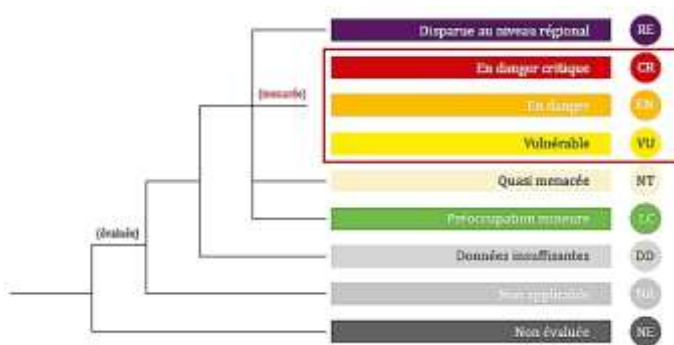 Disparue au niveau régional RE
En danger critique CR
(menacée)
En danger EN
Vulnérable VU
Quasi menacée NT
Préoccupation mineure LC
(évaluée)
Données insuffisantes DD
Non applicable NA
Non évaluée NE